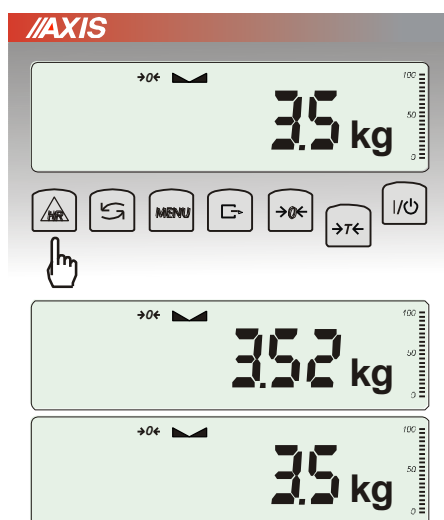 //AXIS
→0← 100
50
3.5 kg
0
HR MENU →0← →T← I/⏻
→0← 100
50
3.52 kg
0
→0← 100
50
3.5 kg
0